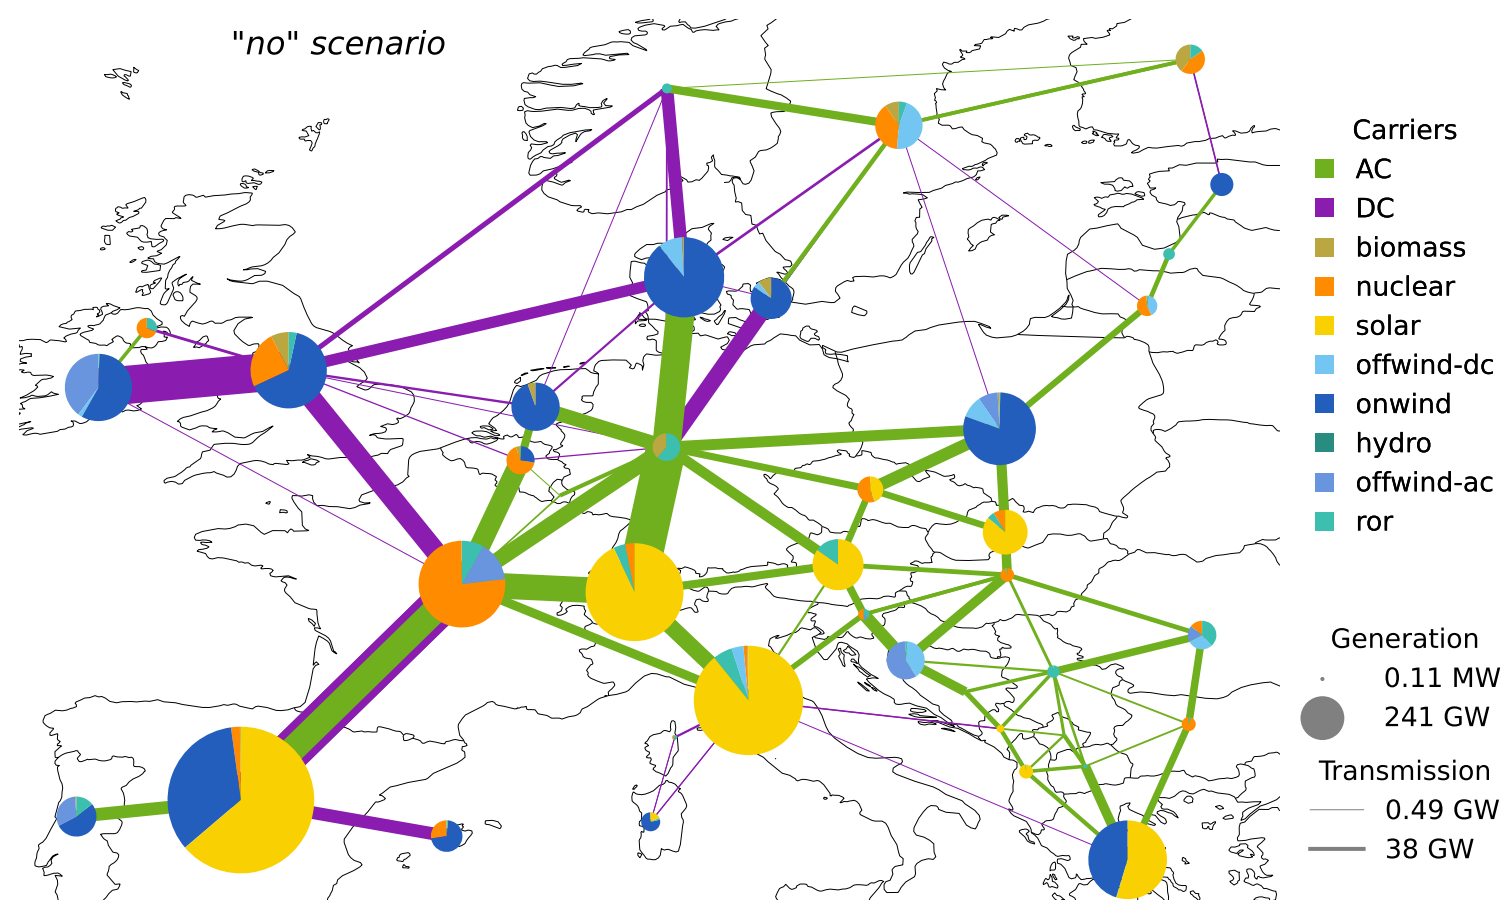 "no" scenario
Carriers
AC
DC
biomass
nuclear
solar
offwind-dc
onwind
hydro
offwind-ac
ror
Generation
0.11 MW
241 GW
Transmission
0.49 GW
38 GW